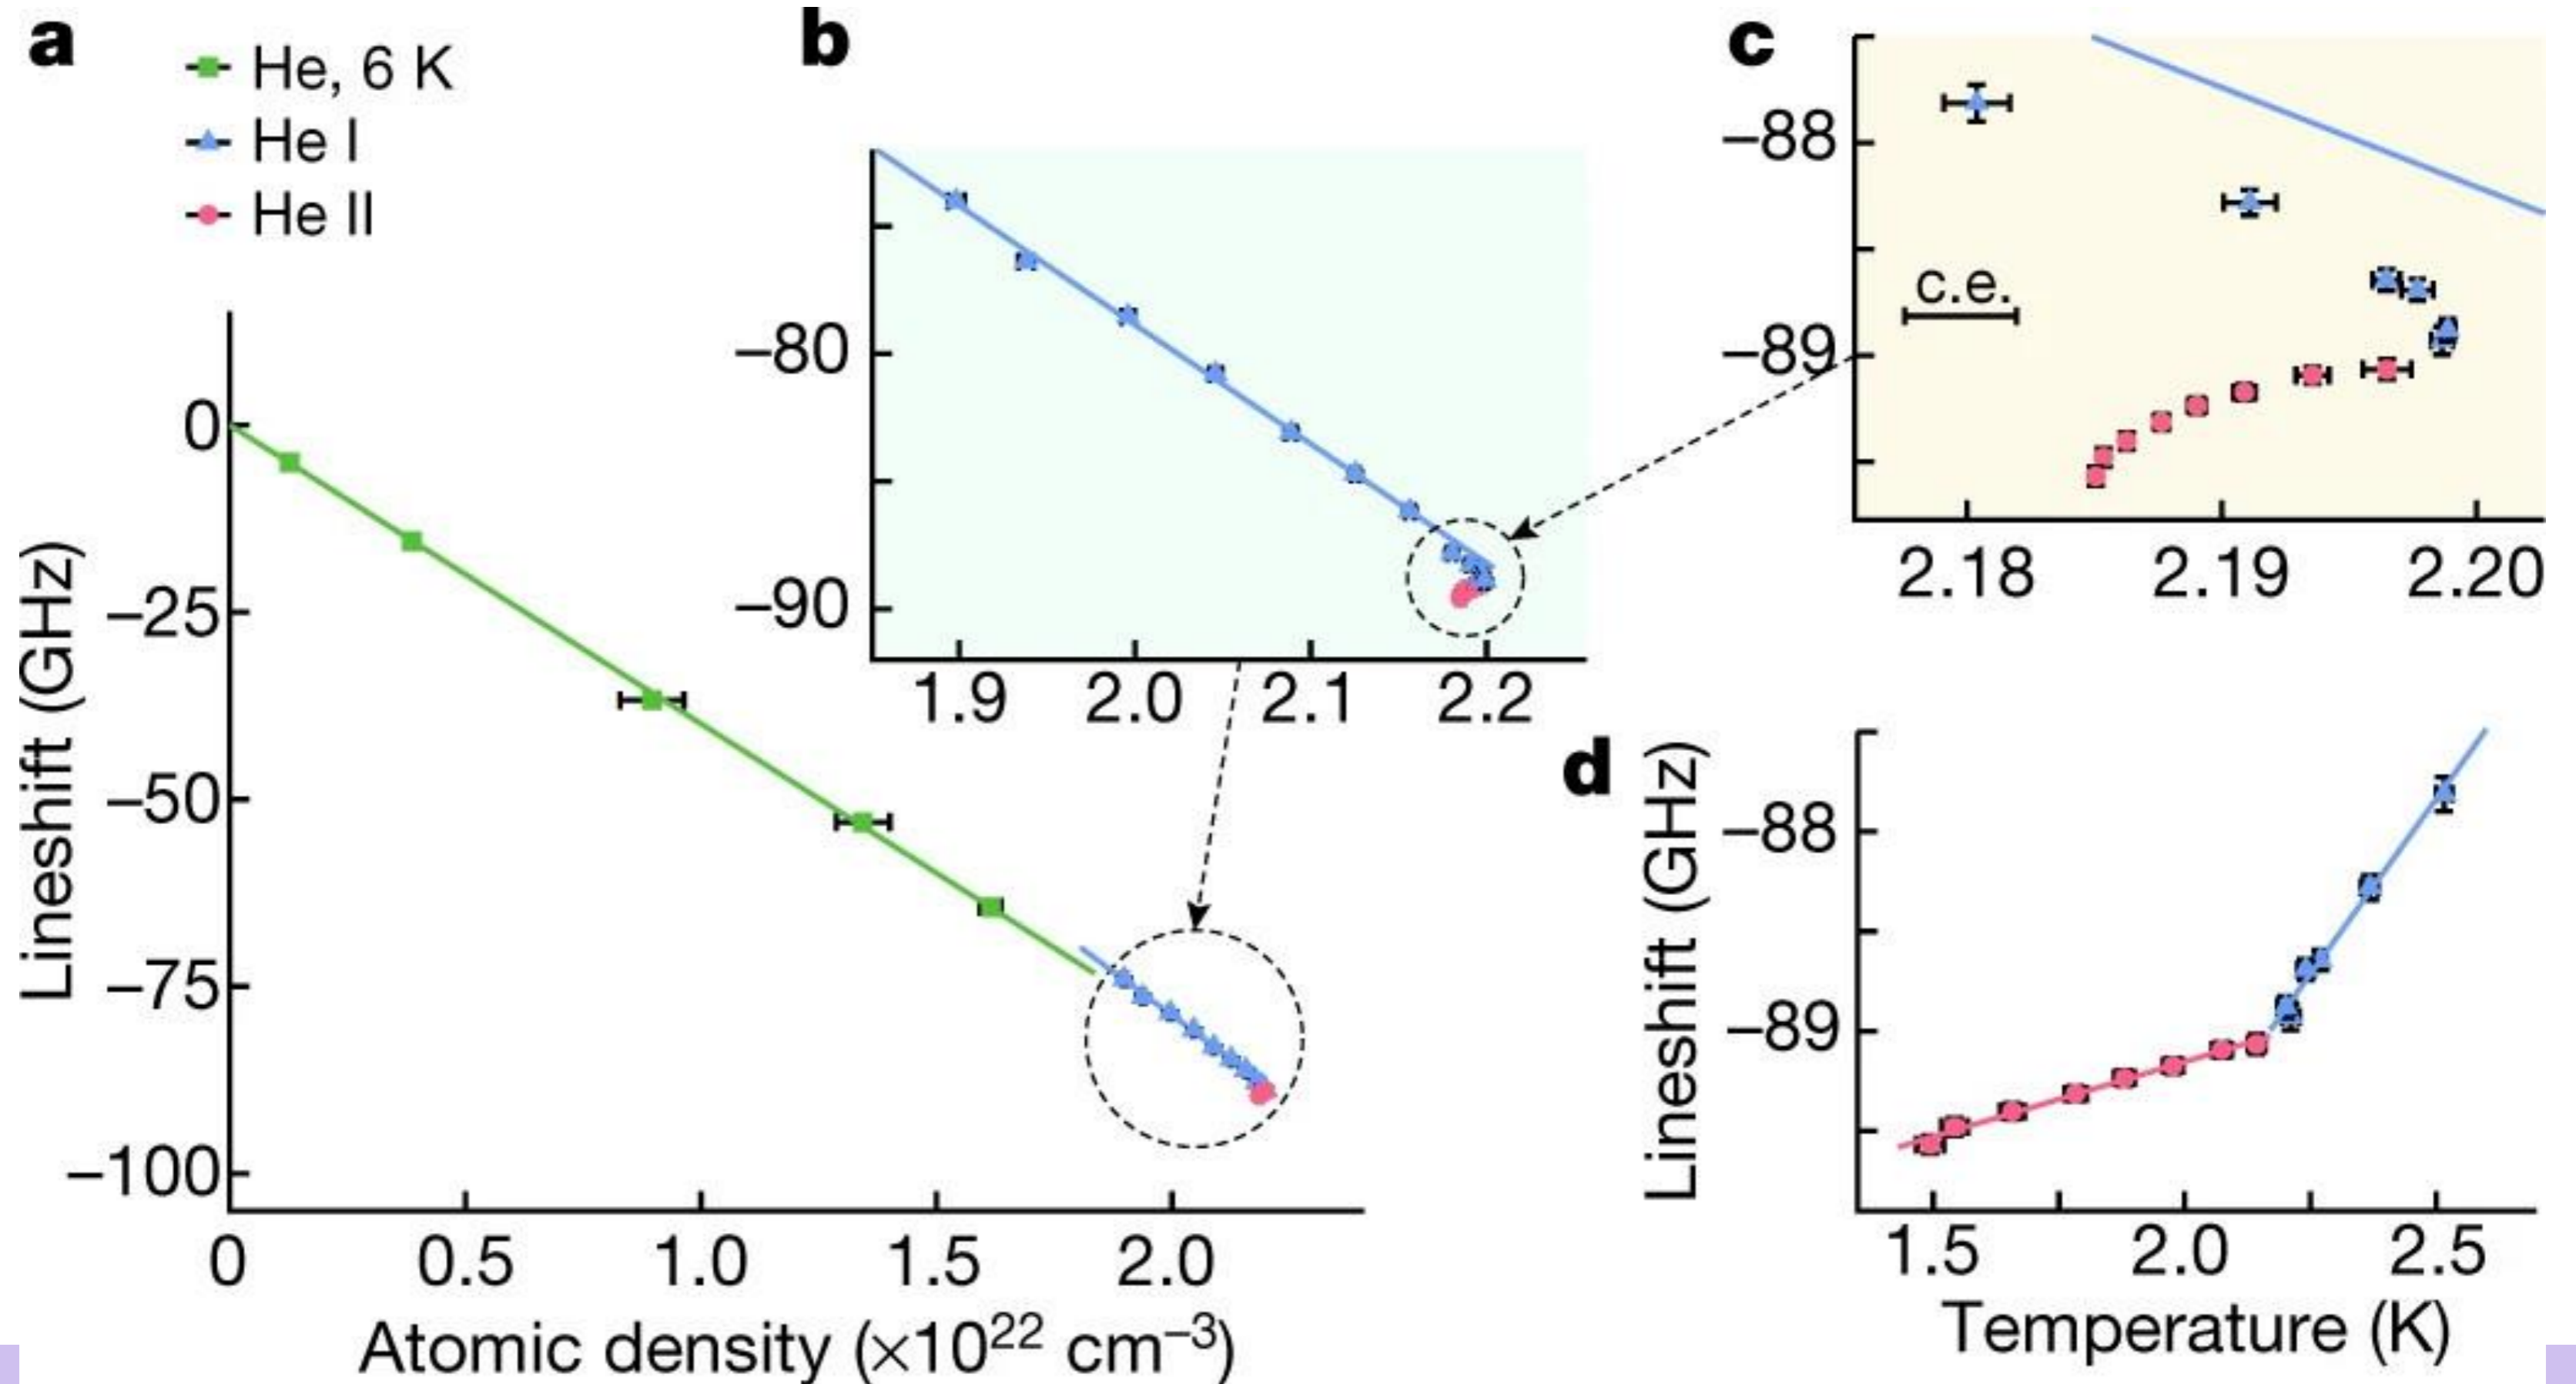 a
He, 6 K
He I
He II
Lineshift (GHz)
0
–25
–50
–75
–100
0 0.5 1.0 1.5 2.0
Atomic density (×10²² cm⁻³)
b
–80
–90
1.9 2.0 2.1 2.2
c
–88
–89
c.e.
2.18 2.19 2.20
d
Lineshift (GHz)
–88
–89
1.5 2.0 2.5
Temperature (K)